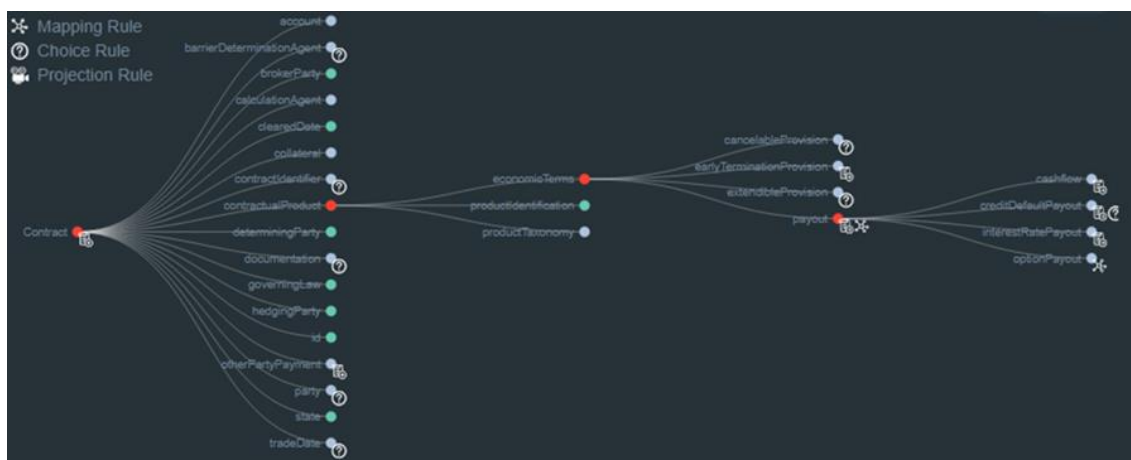 Mapping Rule
Choice Rule
Projection Rule
Contract
account
barrierDeterminationAgent
brokerParty
calculationAgent
clearedDate
collateral
contractIdentifier
contractualProduct
determiningParty
documentation
governingLaw
hedgingParty
id
otherPartyPayment
party
state
tradeDate
economicTerms
productIdentification
productTaxonomy
cancelableProvision
earlyTerminationProvision
extendibleProvision
payout
cashflow
creditDefaultPayout
interestRatePayout
optionPayout